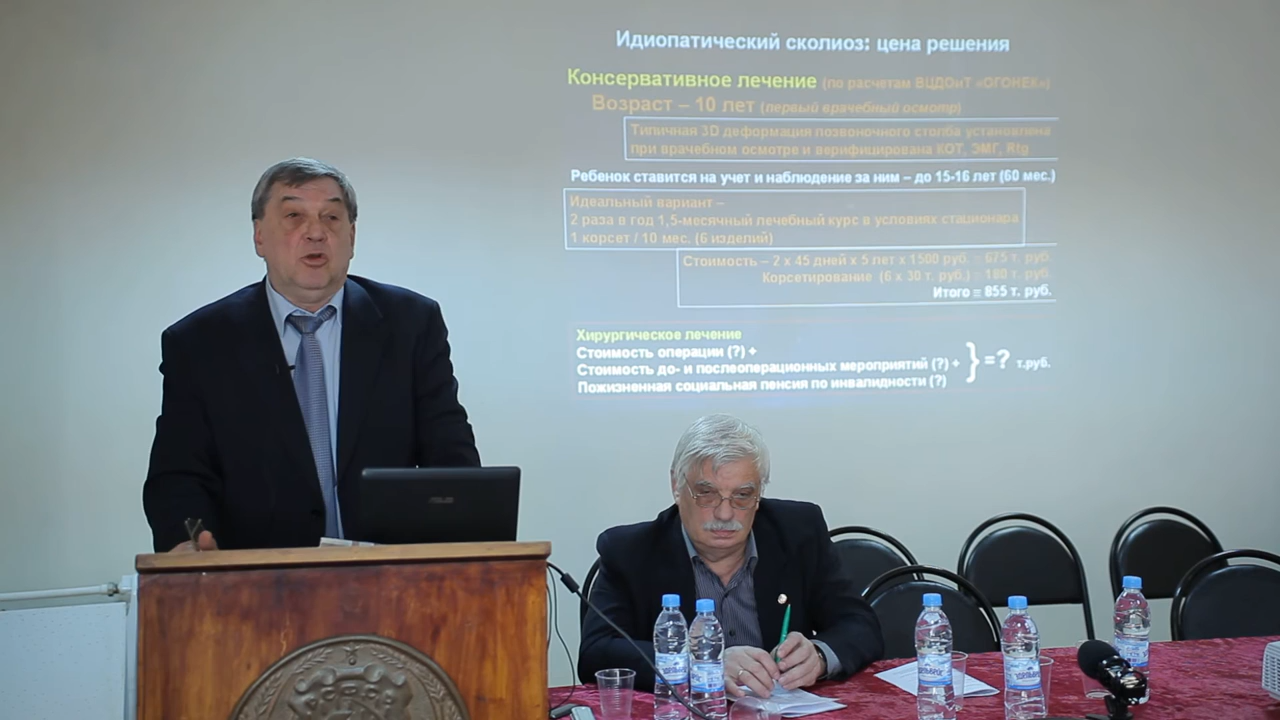 Идиопатический сколиоз: цена решения
Консервативное лечение (по расчетам ВЦДОиТ «ОГОНЕК»)
Возраст – 10 лет (первый врачебный осмотр)
Типичная 3D деформация позвоночного столба установлена
при врачебном осмотре и верифицирована КОТ, ЭМГ, Rtg
Ребенок ставится на учет и наблюдение за ним – до 15-16 лет (60 мес.)
Идеальный вариант –
2 раза в год 1,5-месячный лечебный курс в условиях стационара
1 корсет / 10 мес. (6 изделий)
Стоимость – 2 х 45 дней х 5 лет х 1500 руб. = 675 т. руб.
Корсетирование (6 х 30 т. руб.) = 180 т. руб.
Итого = 855 т. руб.
Хирургическое лечение
Стоимость операции (?) +
Стоимость до- и послеоперационных мероприятий (?) + } = ? т.руб.
Пожизненная социальная пенсия по инвалидности (?)
ASUS